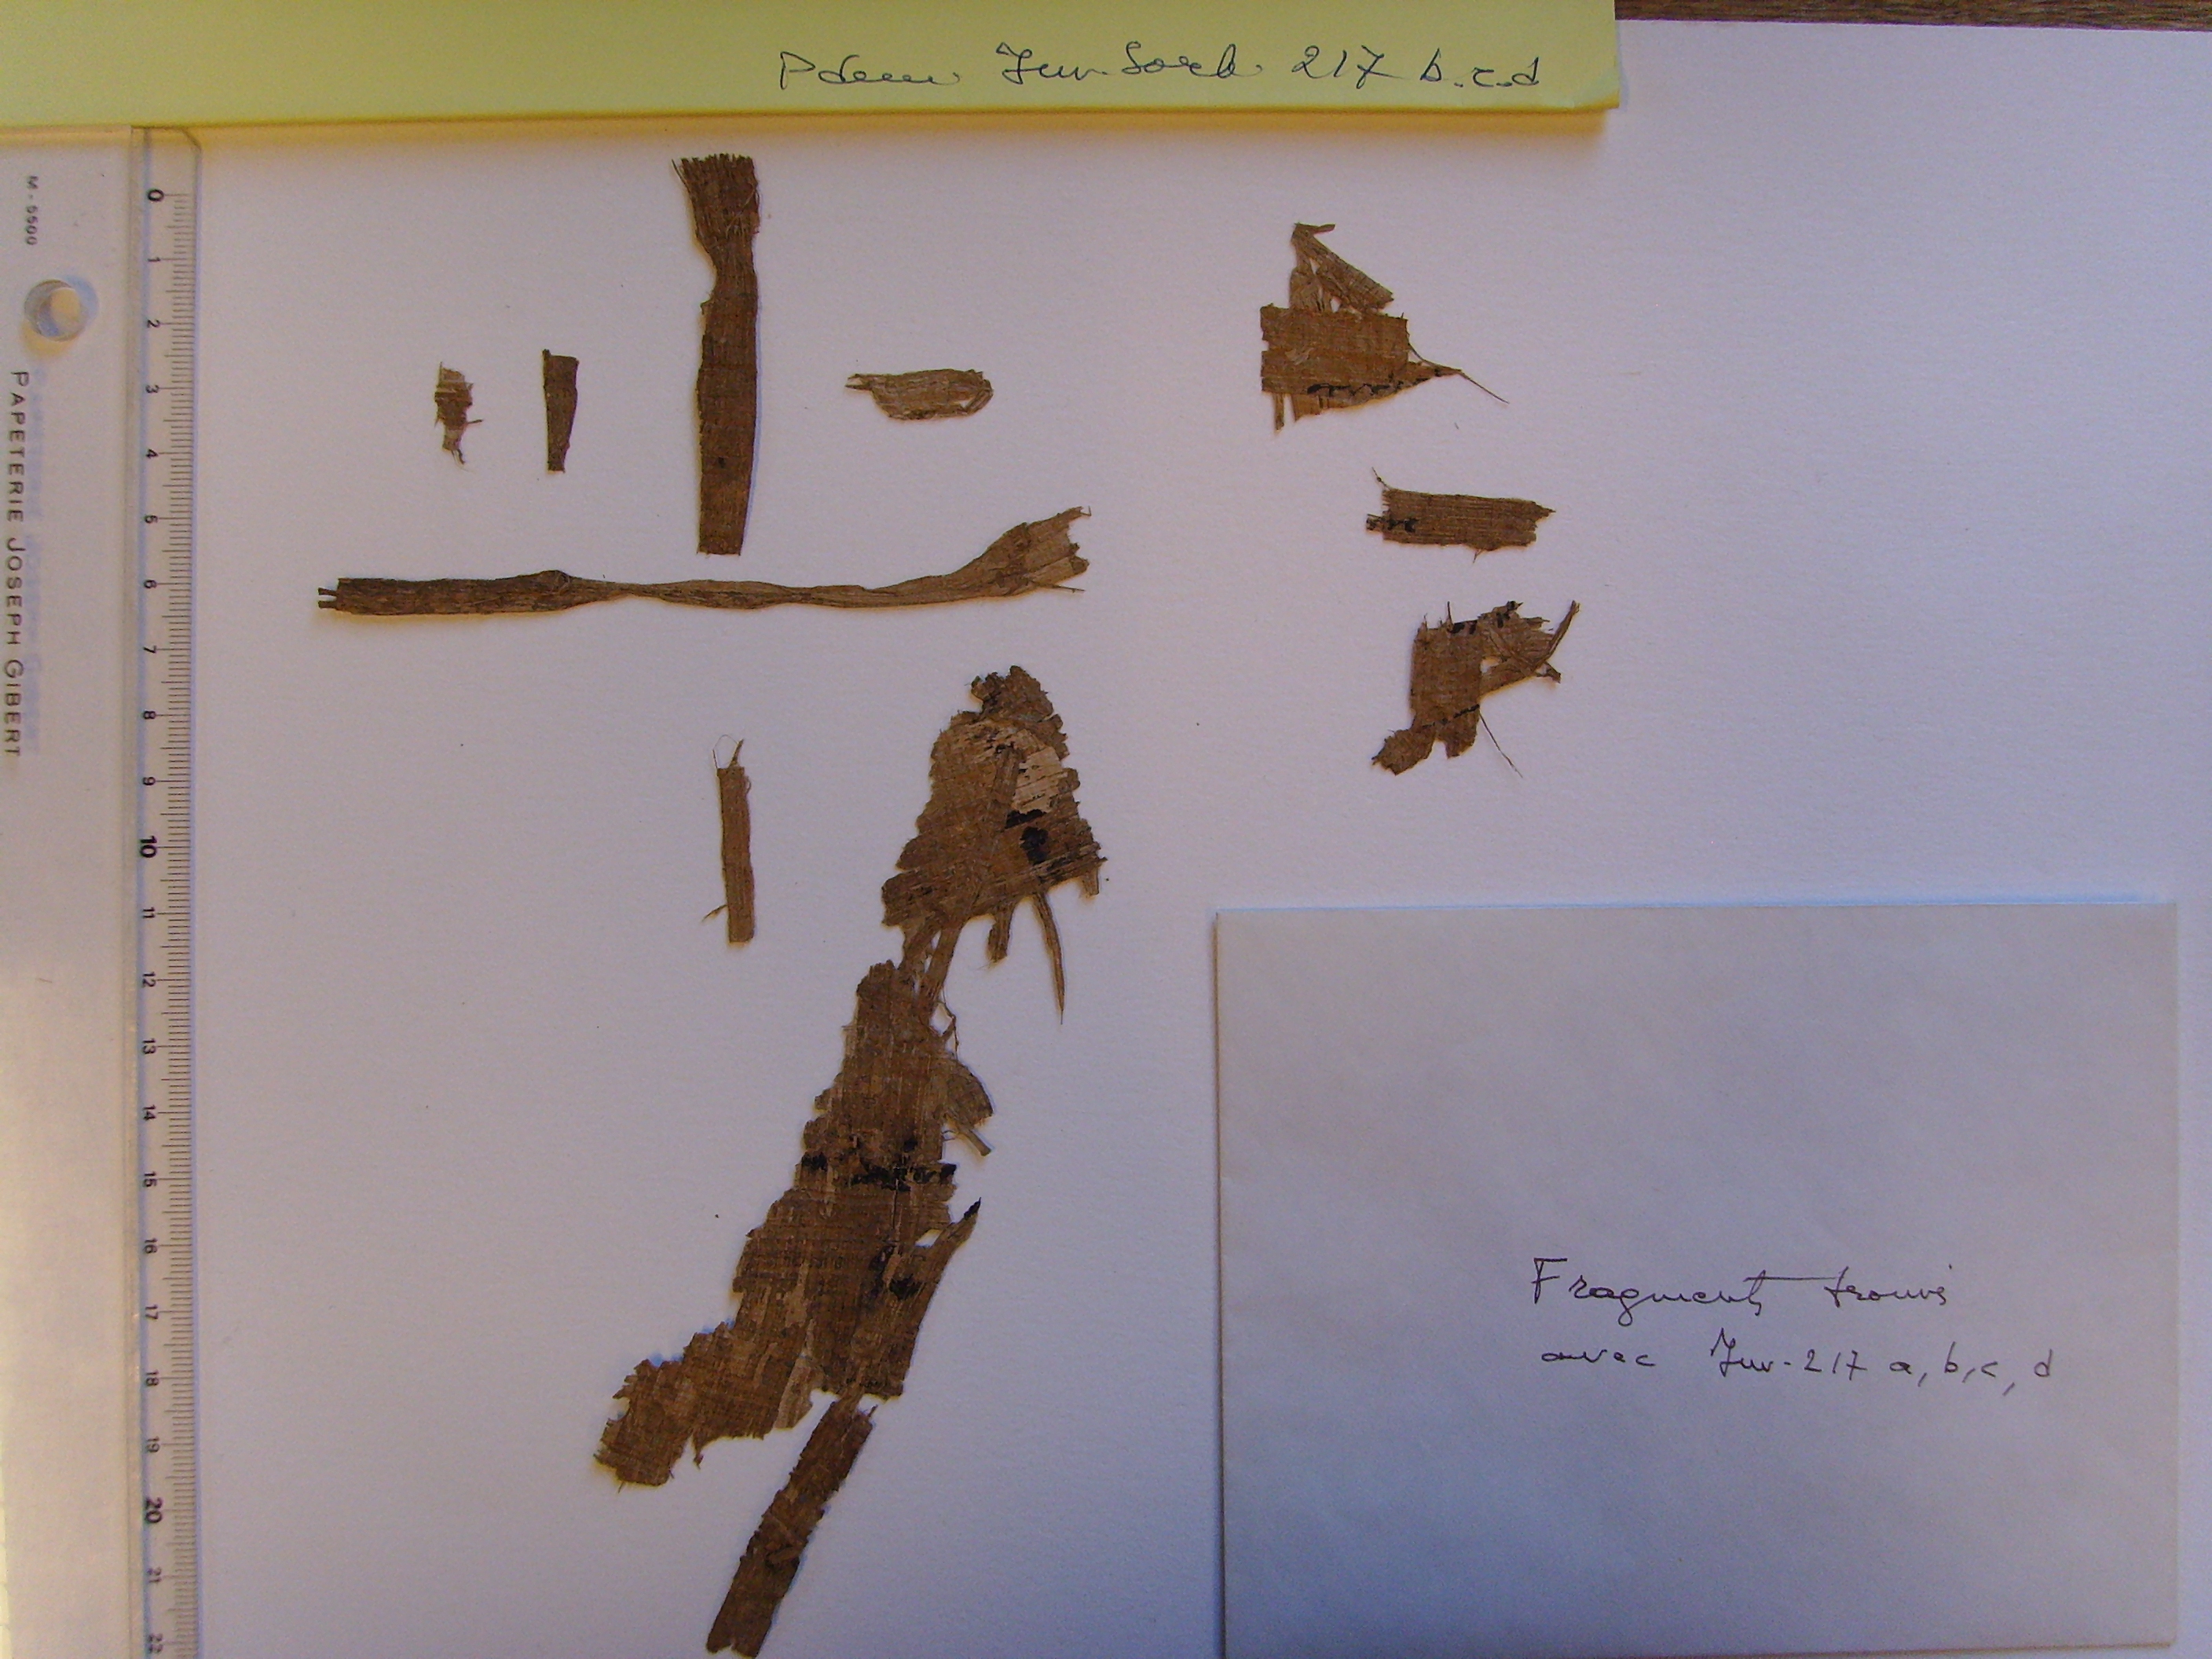 Pdem Inv. Sorb. 217 b.c.d
M-5500
PAPETERIE JOSEPH GIBERT
0 1 2 3 4 5 6 7 8 9 10 11 12 13 14 15 16 17 18 19 20 21 22
Fragments trouvés
avec Inv. 217 a, b, c, d